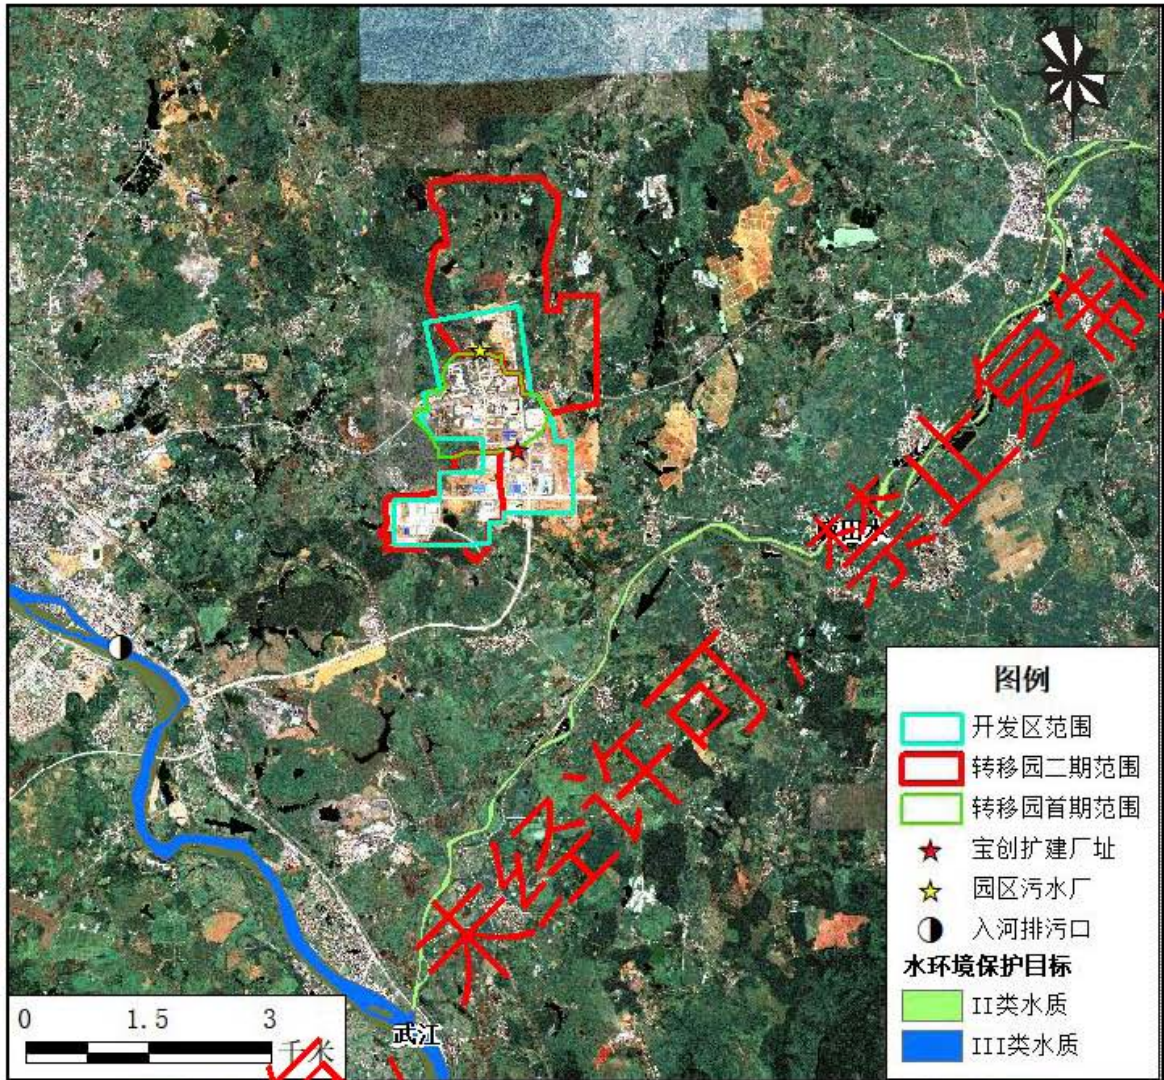 田水
图例
开发区范围
转移园二期范围
转移园首期范围
宝创扩建厂址
园区污水厂
入河排污口
水环境保护目标
II类水质
III类水质
0 1.5 3
千米
武江
未经许可、禁止复制